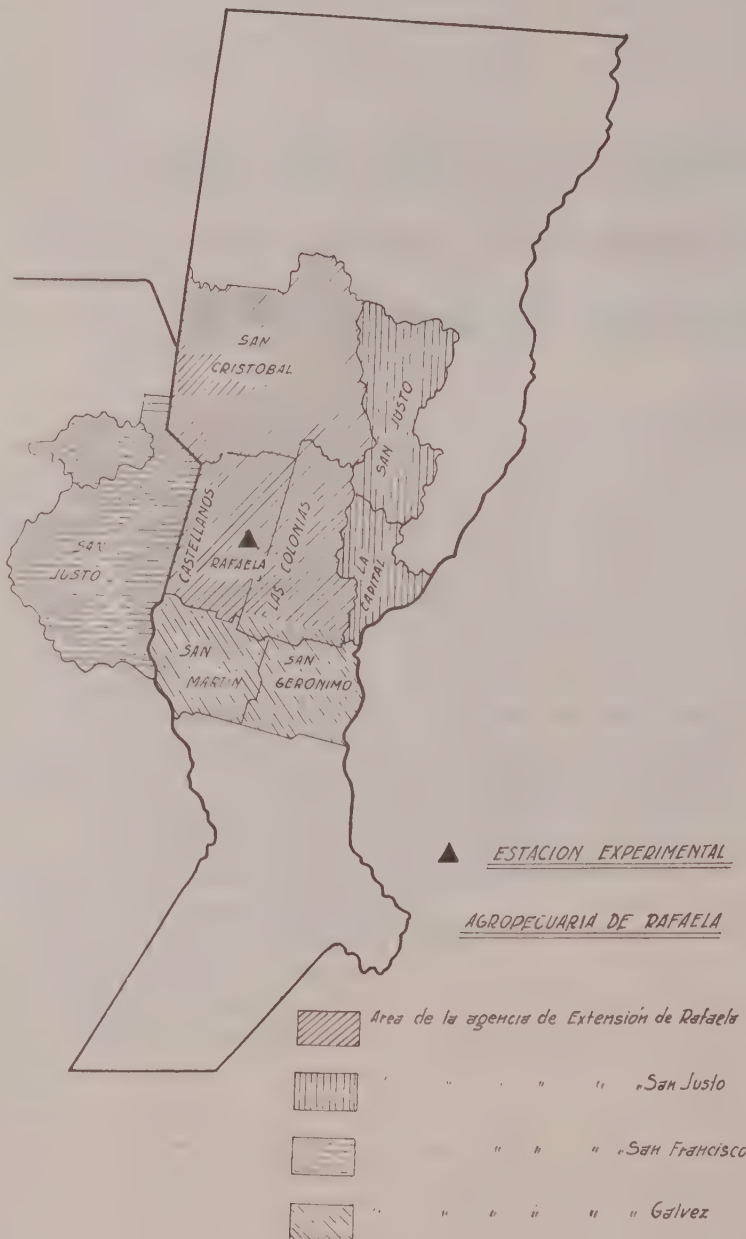 SAN
CRISTOBAL
SAN JUSTO
CASTELLANOS
RAFAELA
LAS COLONIAS
LA
CAPITAL
SAN
JUSTO
SAN
MARTIN
SAN
GERONIMO
ESTACION EXPERIMENTAL
AGROPECUARIA DE RAFAELA
Area de la agencia de Extensión de Rafaela
" " " " " " San Justo
" " " " San Francisco
" " " " " " Galvez